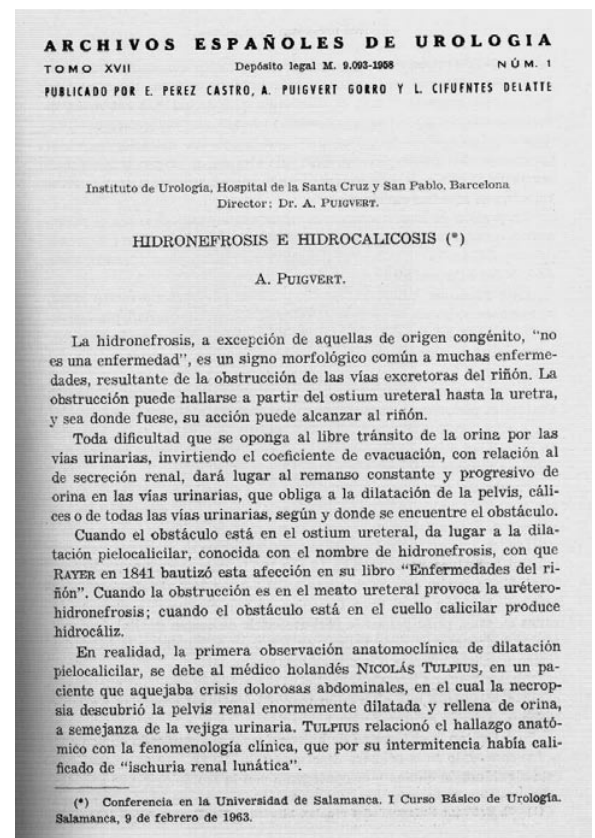 ARCHIVOS ESPAÑOLES DE UROLOGIA
TOMO XVII Depósito legal M. 9.093-1958 NÚM. 1
PUBLICADO POR E. PEREZ CASTRO, A. PUIGVERT GORRO Y L. CIFUENTES DELATTE
Instituto de Urología, Hospital de la Santa Cruz y San Pablo. Barcelona
Director: Dr. A. PUIGVERT.
HIDRONEFROSIS E HIDROCALICOSIS (*)
A. PUIGVERT.
La hidronefrosis, a excepción de aquellas de origen congénito, “no
es una enfermedad”, es un signo morfológico común a muchas enferme-
dades, resultante de la obstrucción de las vías excretoras del riñón. La
obstrucción puede hallarse a partir del ostium ureteral hasta la uretra,
y sea donde fuese, su acción puede alcanzar al riñón.
Toda dificultad que se oponga al libre tránsito de la orina por las
vías urinarias, invirtiendo el coeficiente de evacuación, con relación al
de secreción renal, dará lugar al remanso constante y progresivo de
orina en las vías urinarias, que obliga a la dilatación de la pelvis, cáli-
ces o de todas las vías urinarias, según y donde se encuentre el obstáculo.
Cuando el obstáculo está en el ostium ureteral, da lugar a la dila-
tación pielocalicilar, conocida con el nombre de hidronefrosis, con que
RAYER en 1841 bautizó esta afección en su libro “Enfermedades del ri-
ñón”. Cuando la obstrucción es en el meato ureteral provoca la urétero-
hidronefrosis; cuando el obstáculo está en el cuello calicilar produce
hidrocáliz.
En realidad, la primera observación anatomoclínica de dilatación
pielocalicilar, se debe al médico holandés NICOLÁS TULPIUS, en un pa-
ciente que aquejaba crisis dolorosas abdominales, en el cual la necrop-
sia descubrió la pelvis renal enormemente dilatada y rellena de orina,
a semejanza de la vejiga urinaria. TULPIUS relacionó el hallazgo anató-
mico con la fenomenología clínica, que por su intermitencia había cali-
ficado de “ischuria renal lunática”.
(*) Conferencia en la Universidad de Salamanca. I Curso Básico de Urología.
Salamanca, 9 de febrero de 1963.